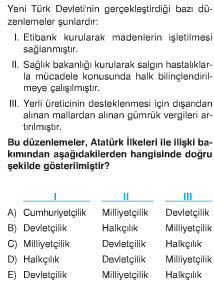 Yeni Türk Devleti'nin gerçekleştirdiği bazı dü-
zenlemeler şunlardır:
I. Etibank kurularak madenlerin işletilmesi
sağlanmıştır.
II. Sağlık bakanlığı kurularak salgın hastalıklar-
la mücadele konusunda halk bilinçlendiril-
meye çalışılmıştır.
III. Yerli üreticinin desteklenmesi için dışarıdan
alınan mallardan alınan gümrük vergileri ar-
tırılmıştır.
Bu düzenlemeler, Atatürk İlkeleri ile ilişki ba-
kımından aşağıdakilerden hangisinde doğru
şekilde gösterilmiştir?
I II III
A) Cumhuriyetçilik Milliyetçilik Devletçilik
B) Devletçilik Halkçılık Milliyetçilik
C) Milliyetçilik Devletçilik Halkçılık
D) Halkçılık Devletçilik Milliyetçilik
E) Devletçilik Milliyetçilik Halkçılık